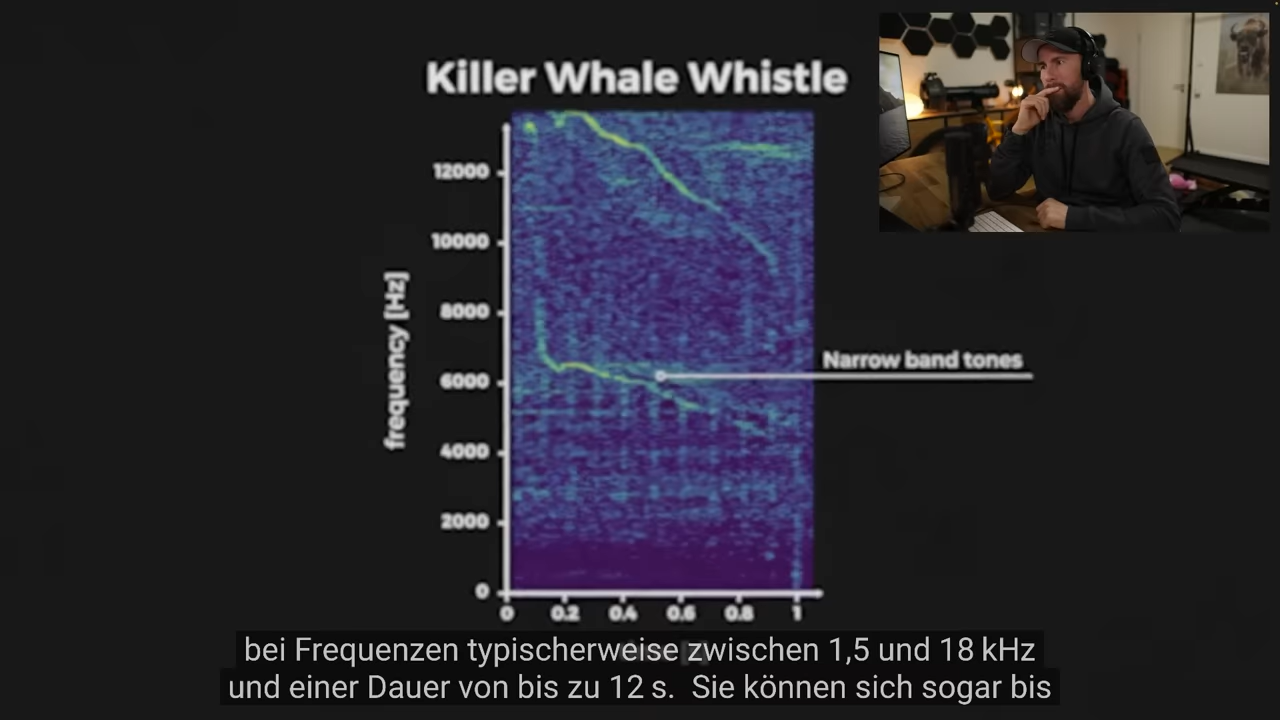 Killer Whale Whistle
12000
10000
8000
6000
4000
2000
0
frequency [Hz]
0 0.2 0.4 0.6 0.8 1
Narrow band tones
bei Frequenzen typischerweise zwischen 1,5 und 18 kHz
und einer Dauer von bis zu 12 s.  Sie können sich sogar bis